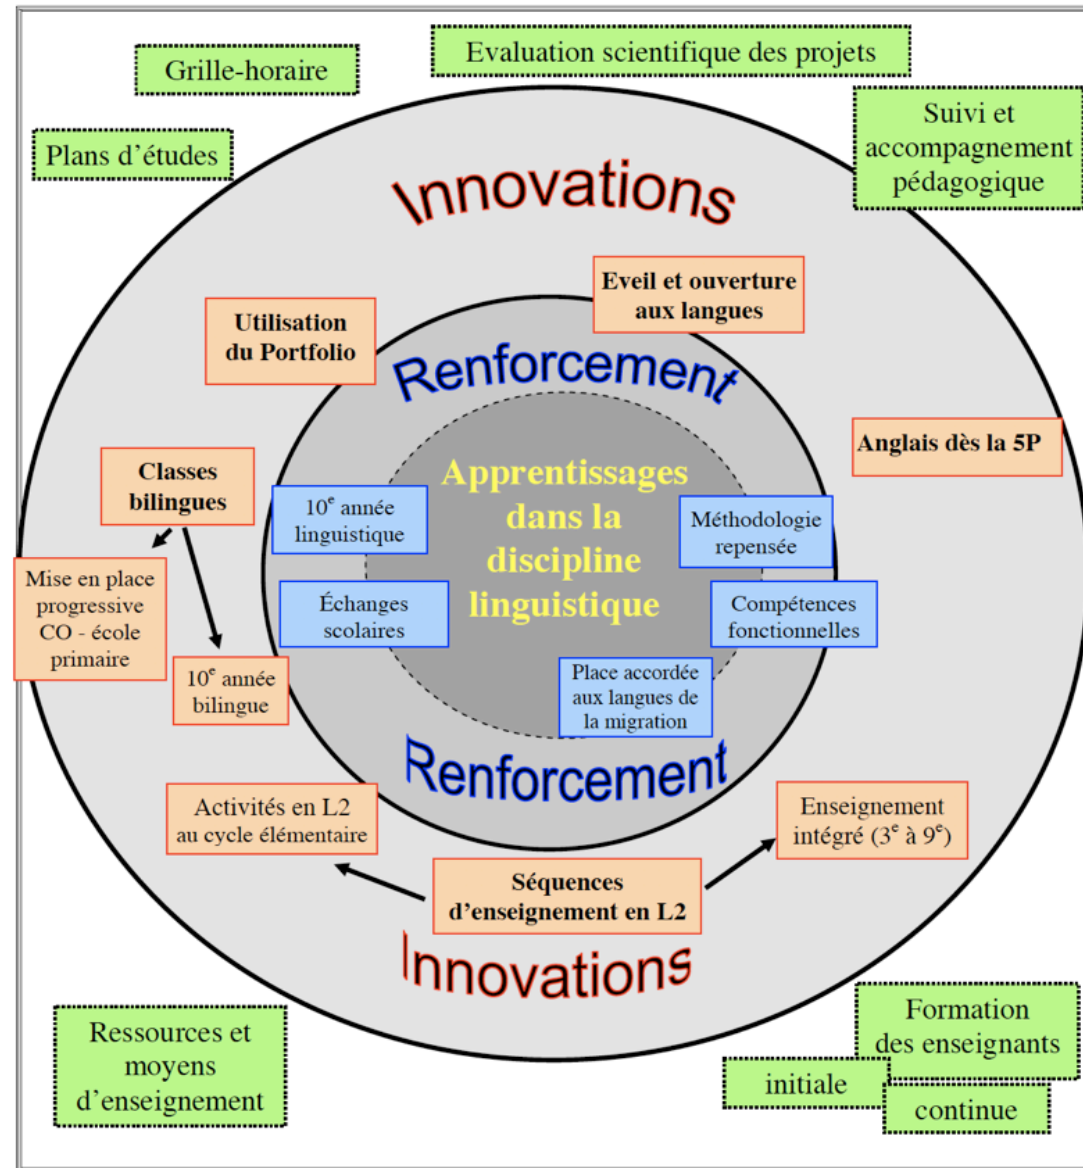 Evaluation scientifique des projets
Grille-horaire
Suivi et
accompagnement
pédagogique
Plans d'études
Innovations
Eveil et ouverture
aux langues
Utilisation
du Portfolio
Renforcement
Anglais dès la 5P
Classes
bilingues
Apprentissages
dans la
discipline
linguistique
10e année
linguistique
Méthodologie
repensée
Échanges
scolaires
Compétences
fonctionnelles
Mise en place
progressive
CO - école
primaire
10e année
bilingue
Place accordée
aux langues de
la migration
Renforcement
Activités en L2
au cycle élémentaire
Enseignement
intégré (3e à 9e)
Séquences
d'enseignement en L2
Innovations
Ressources et
moyens
d'enseignement
Formation
des enseignants
initiale
continue